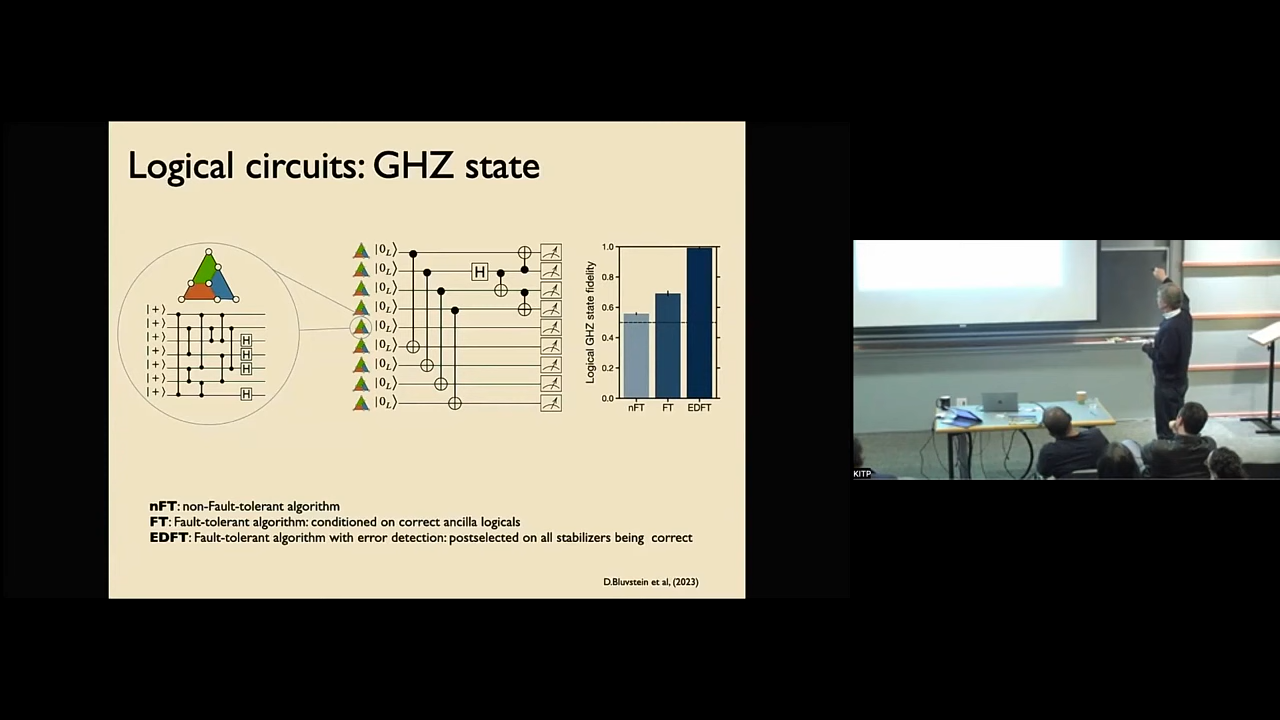 Logical circuits: GHZ state
|+⟩
|+⟩
|+⟩
|+⟩
|+⟩
|+⟩
|+⟩
H
H
H
H
|0L⟩
|0L⟩
|0L⟩
|0L⟩
|0L⟩
|0L⟩
|0L⟩
|0L⟩
|0L⟩
H
Logical GHZ state fidelity
1.0
0.8
0.6
0.4
0.2
0.0
nFT FT EDFT
nFT: non-Fault-tolerant algorithm
FT: Fault-tolerant algorithm: conditioned on correct ancilla logicals
EDFT: Fault-tolerant algorithm with error detection: postselected on all stabilizers being correct
D.Bluvstein et al, (2023)
KITP